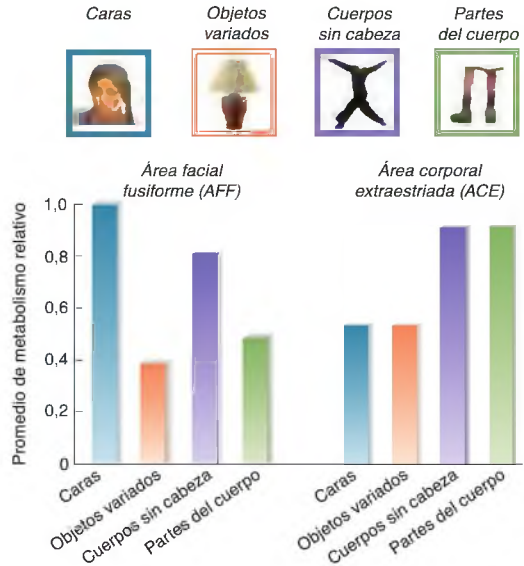 Caras
Objetos
variados
Cuerpos
sin cabeza
Partes
del cuerpo
Área facial
fusiforme (AFF)
Área corporal
extraestriada (ACE)
Promedio de metabolismo relativo
1,0
0,8
0,6
0,4
0,2
0
Caras
Objetos variados
Cuerpos sin cabeza
Partes del cuerpo
Caras
Objetos variados
Cuerpos sin cabeza
Partes del cuerpo